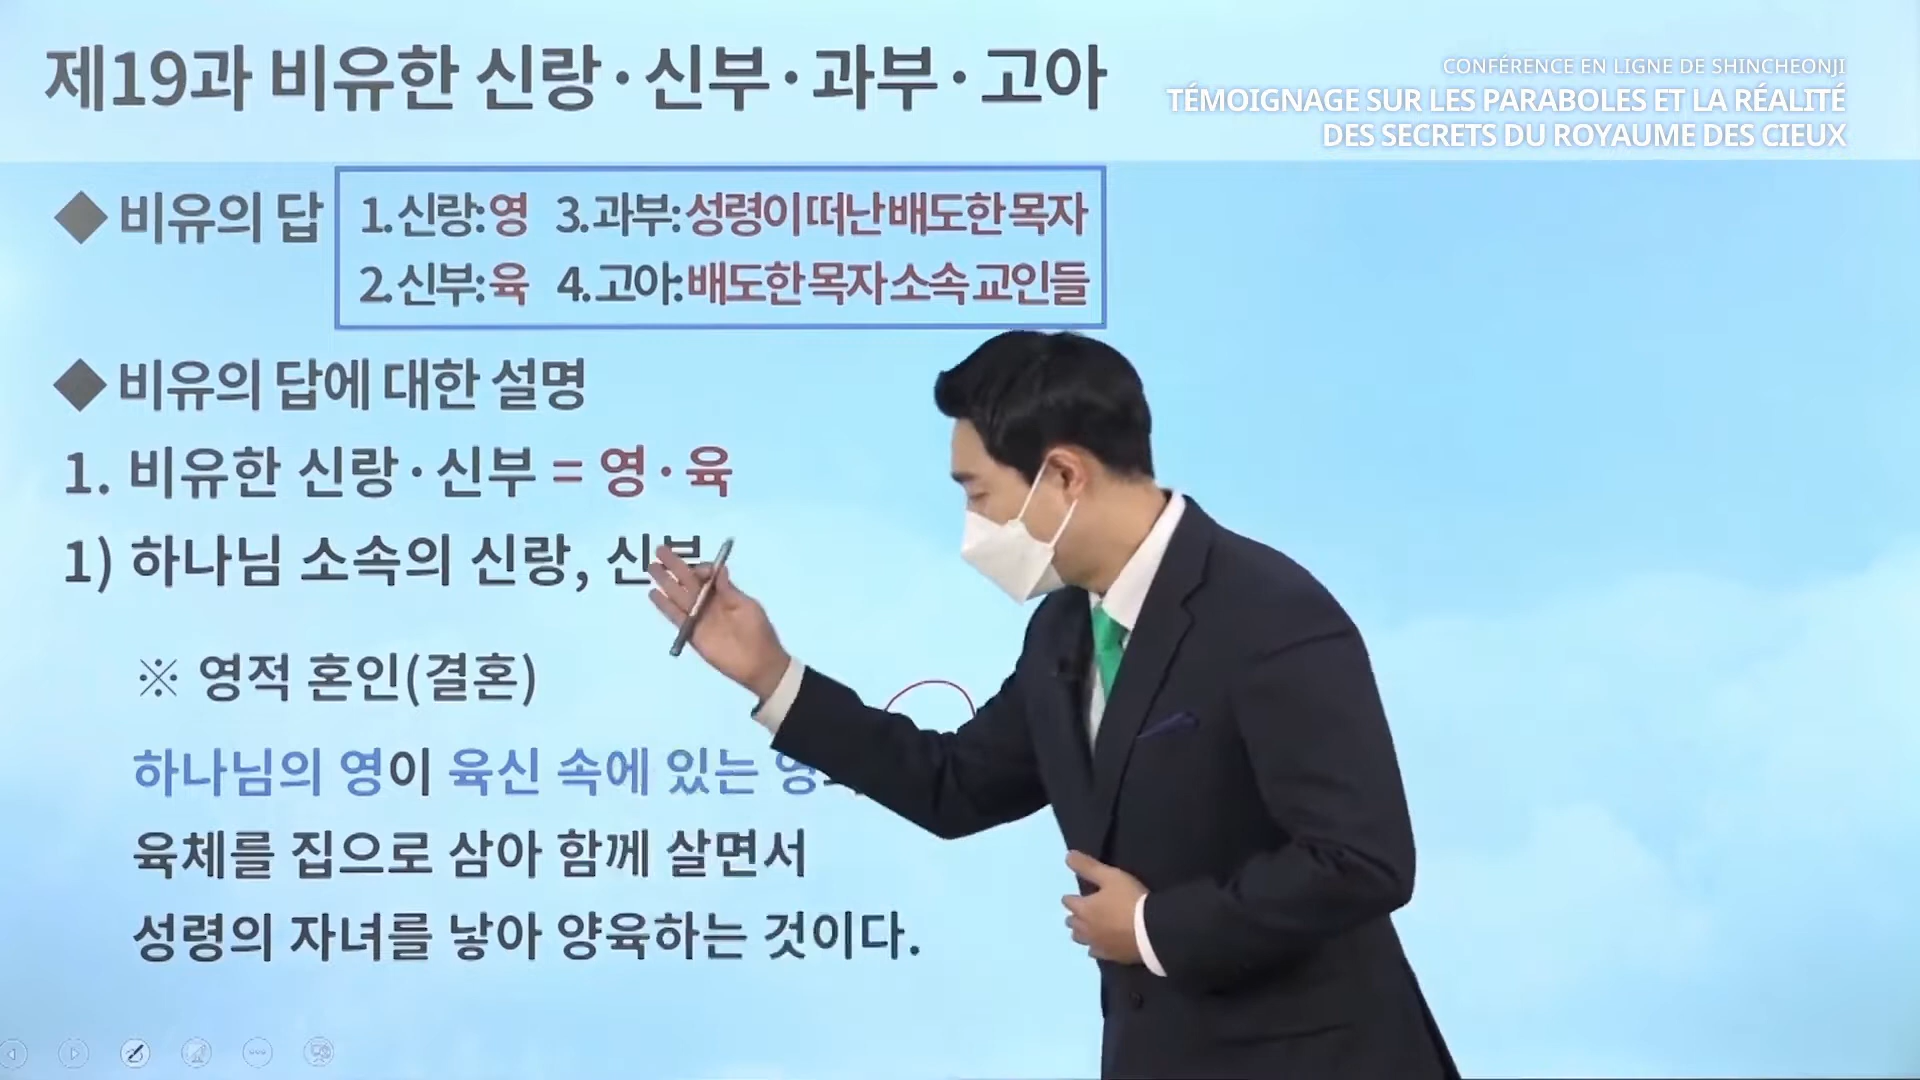 제19과 비유한 신랑·신부·과부·고아
CONFÉRENCE EN LIGNE DE SHINCHEONJI
TÉMOIGNAGE SUR LES PARABOLES ET LA RÉALITÉ
DES SECRETS DU ROYAUME DES CIEUX
◆ 비유의 답
1. 신랑: 영 3. 과부: 성령이 떠난 배도한 목자
2. 신부: 육 4. 고아: 배도한 목자 소속 교인들
◆ 비유의 답에 대한 설명
1. 비유한 신랑·신부 = 영·육
1) 하나님 소속의 신랑, 신부
※ 영적 혼인(결혼)
하나님의 영이 육신 속에 있는
육체를 집으로 삼아 함께 살면서
성령의 자녀를 낳아 양육하는 것이다.